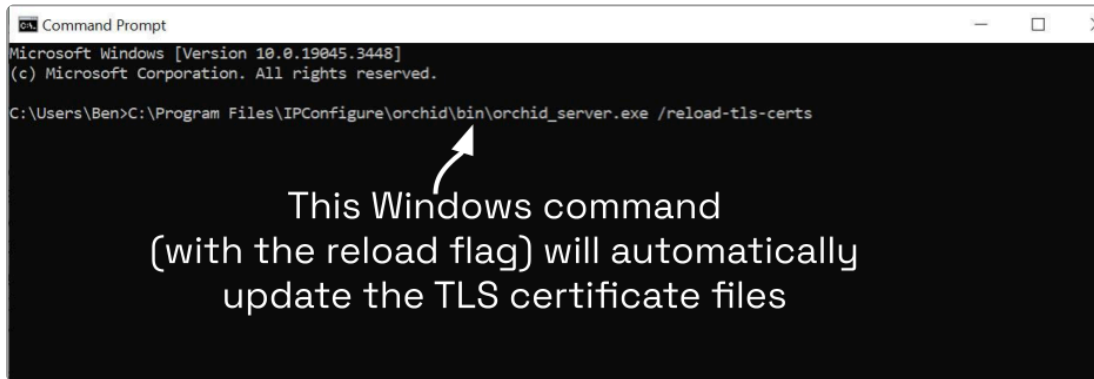 Command Prompt
Microsoft Windows [Version 10.0.19045.3448]
(c) Microsoft Corporation. All rights reserved.
C:\Users\Ben>C:\Program Files\IPConfigure\orchid\bin\orchid_server.exe /reload-tls-certs
This Windows command
(with the reload flag) will automatically
update the TLS certificate files